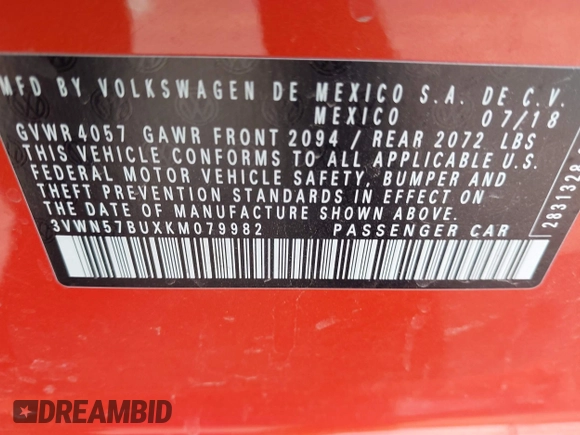 MFD BY VOLKSWAGEN DE MEXICO S.A. DE C.V.
MEXICO 07/18
GVWR 4057 GAWR FRONT 2094 / REAR 2072 LBS
THIS VEHICLE CONFORMS TO ALL APPLICABLE U.S.
FEDERAL MOTOR VEHICLE SAFETY, BUMPER AND
THEFT PREVENTION STANDARDS IN EFFECT ON
THE DATE OF MANUFACTURE SHOWN ABOVE.
3VWN57BUXKM079982 PASSENGER CAR
2831328
DREAMBID